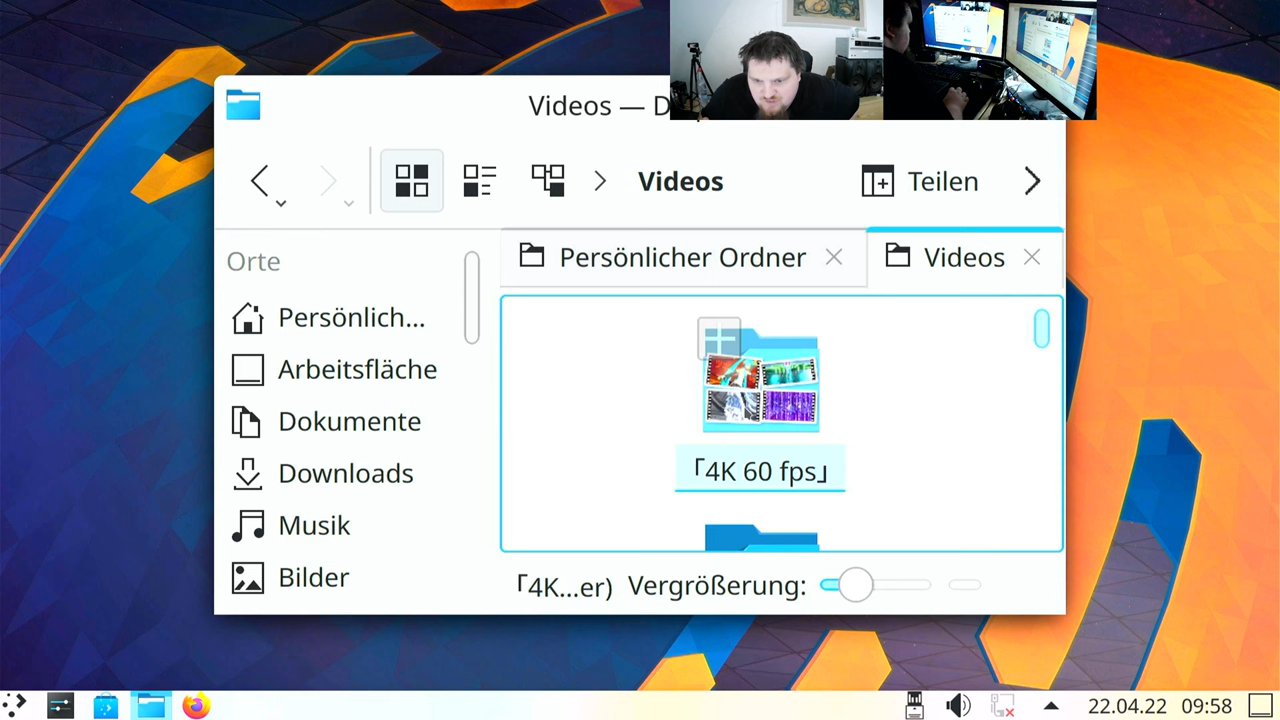 Videos — D
Videos
Teilen
Orte
Persönlich...
Arbeitsfläche
Dokumente
Downloads
Musik
Bilder
Persönlicher Ordner
Videos
｢4K 60 fps｣
｢4K...er)
Vergrößerung:
22.04.22 09:58